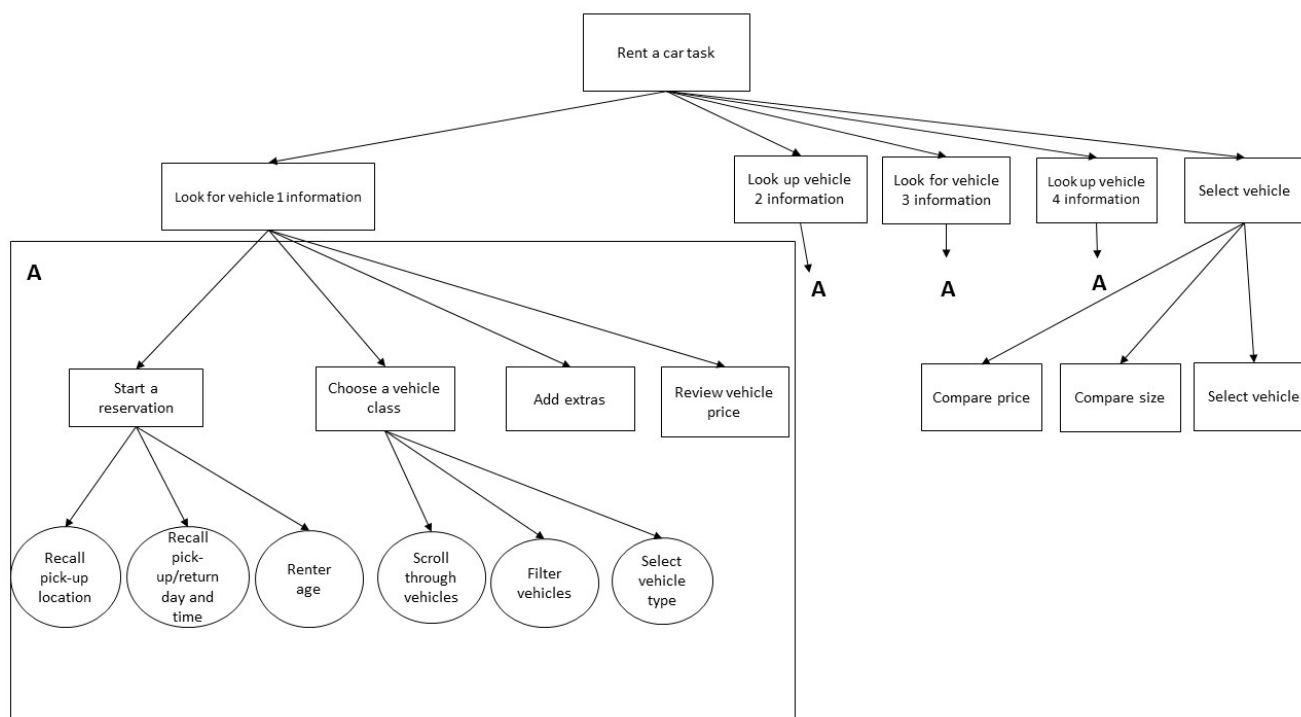 Rent a car task
Look for vehicle 1 information
Look up vehicle
2 information
Look for vehicle
3 information
Look up vehicle
4 information
Select vehicle
A
A
A
A
Start a
reservation
Choose a vehicle
class
Add extras
Review vehicle
price
Compare price
Compare size
Select vehicle
Recall
pick-up
location
Recall
pick-
up/return
day and
time
Renter
age
Scroll
through
vehicles
Filter
vehicles
Select
vehicle
type